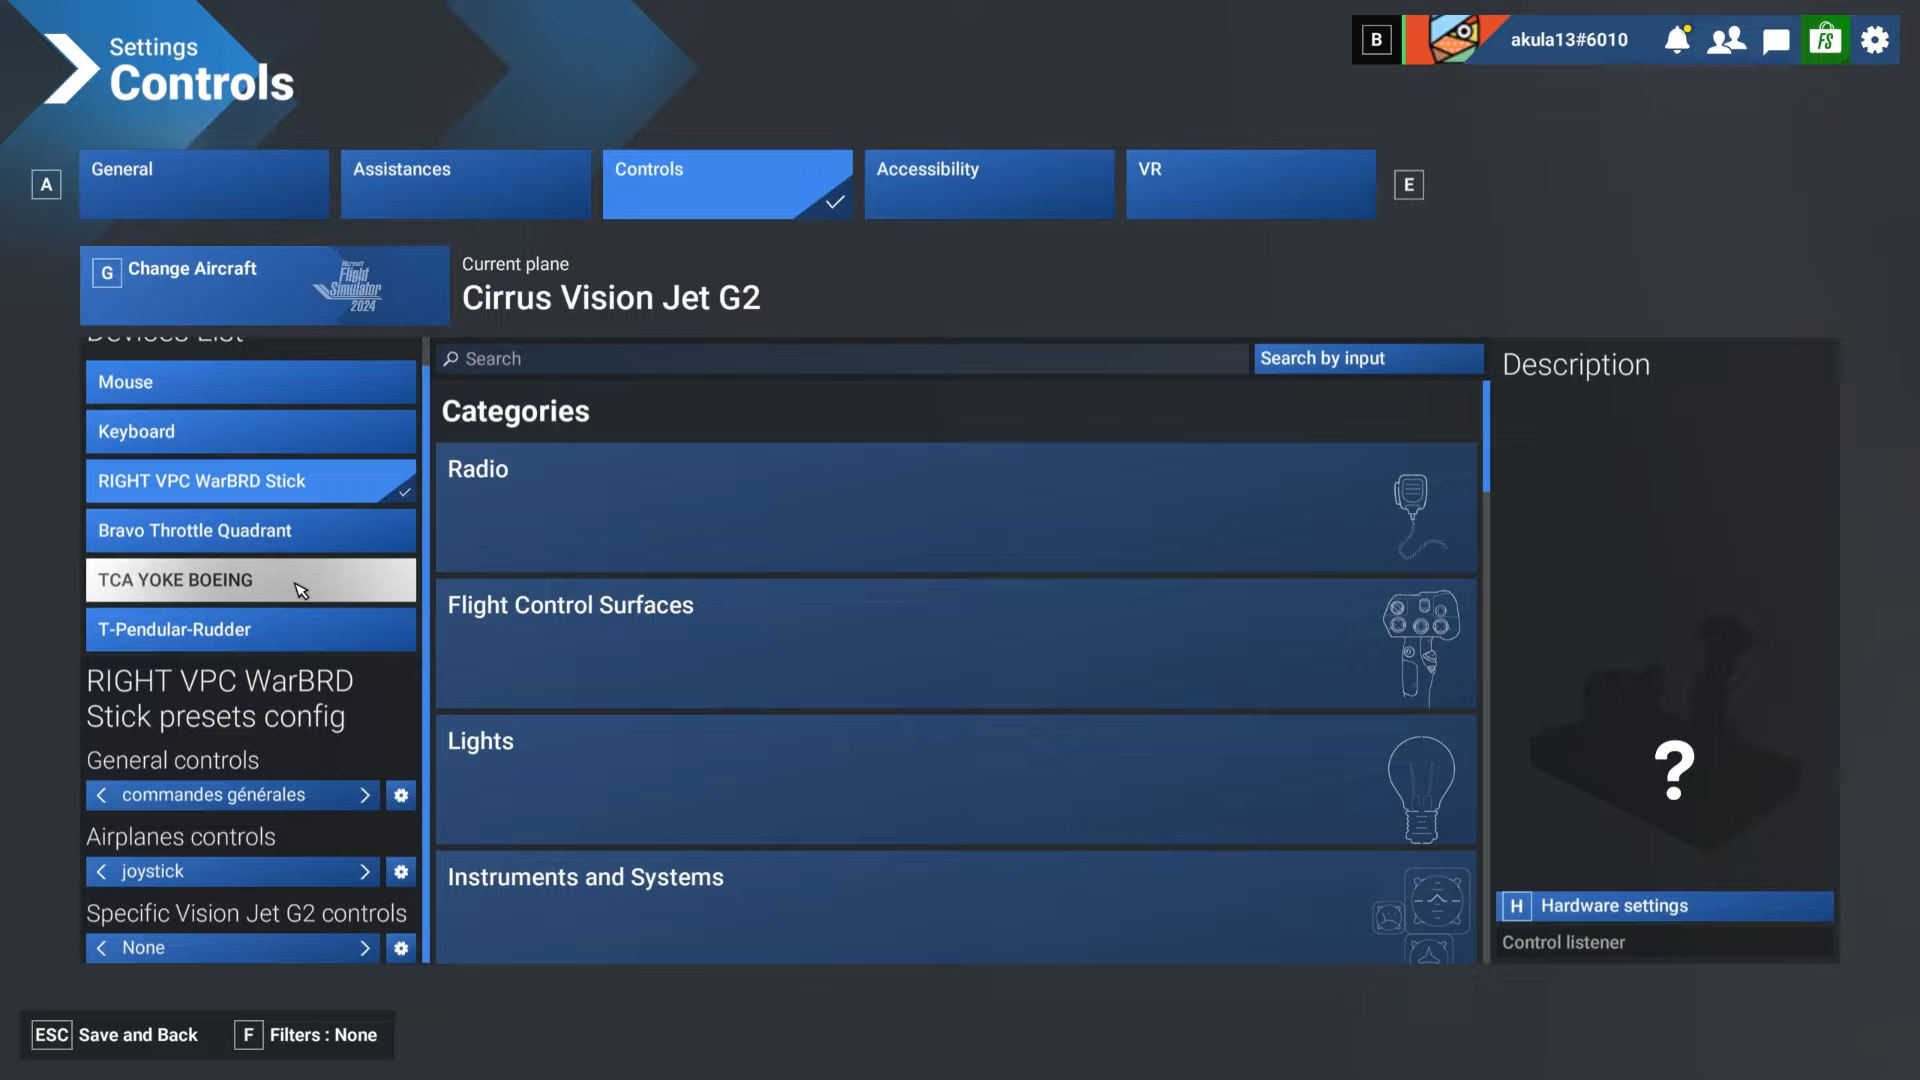 Settings
Controls
B
akula13#6010
FS
A
General
Assistances
Controls
Accessibility
VR
E
G
Change Aircraft
Microsoft
Flight
Simulator
2024
Current plane
Cirrus Vision Jet G2
Devices List
Mouse
Keyboard
RIGHT VPC WarBRD Stick
Bravo Throttle Quadrant
TCA YOKE BOEING
T-Pendular-Rudder
RIGHT VPC WarBRD
Stick presets config
General controls
commandes générales
Airplanes controls
joystick
Specific Vision Jet G2 controls
None
Search
Search by input
Categories
Radio
Flight Control Surfaces
Lights
Instruments and Systems
Description
?
H
Hardware settings
Control listener
ESC
Save and Back
F
Filters : None